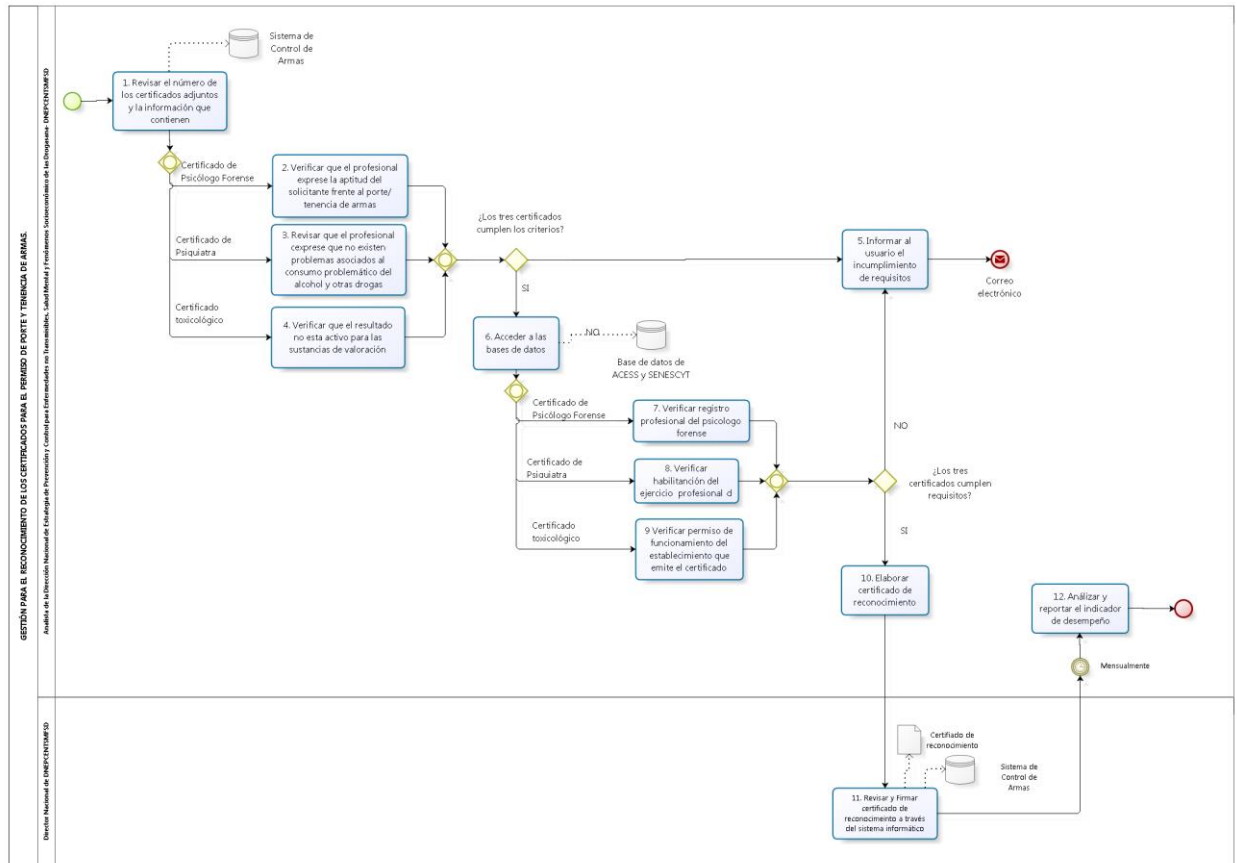 GESTIÓN PARA EL RECONOCIMIENTO DE LOS CERTIFICADOS PARA EL PERMISO DE PORTE Y TENENCIA DE ARMAS.
Analista de la Dirección Nacional de Estrategia de Prevención y Control para Enfermedades no Transmisibles, Salud Mental y Fenómenos Socioeconómico de las Drogas- DNEPCENTSMFSD
Sistema de
Control de
Armas
1. Revisar el número de
los certificados adjuntos
y la información que
contienen
Certificado de
Psicólogo Forense
2. Verificar que el profesional
exprese la aptitud del
solicitante frente al porte/
tenencia de armas
Certificado de
Psiquiatra
3. Revisar que el profesional
cexprese que no existen
problemas asociados al
consumo problemático del
alcohol y otras drogas
Certificado
toxicológico
4. Verificar que el resultado
no esta activo para las
sustancias de valoración
¿Los tres certificados
cumplen los criterios?
SI
5. Informar al
usuario el
incumplimiento
de requisitos
Correo
electrónico
6. Acceder a las
bases de datos
NO
Base de datos de
ACESS y SENESCYT
Certificado de
Psicólogo Forense
7. Verificar registro
profesional del psicologo
forense
Certificado de
Psiquiatra
8. Verificar
habilitanción del
ejercicio profesional d
Certificado
toxicológico
9 Verificar permiso de
funcionamiento del
establecimiento que
emite el certificado
NO
¿Los tres
certificados cumplen
requisitos?
SI
10. Elaborar
certificado de
reconocimiento
12. Análizar y
reportar el indicador
de desempeño
Mensualmente
Director Nacional de DNEPCENTSMFSD
Certifiado de
reconocimiento
Sistema de
Control de
Armas
11. Revisar y Firmar
certificado de
reconocimeinto a través
del sistema informático